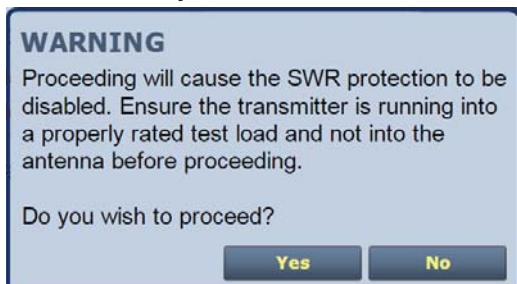 WARNING
Proceeding will cause the SWR protection to be
disabled. Ensure the transmitter is running into
a properly rated test load and not into the
antenna before proceeding.
Do you wish to proceed?
Yes No